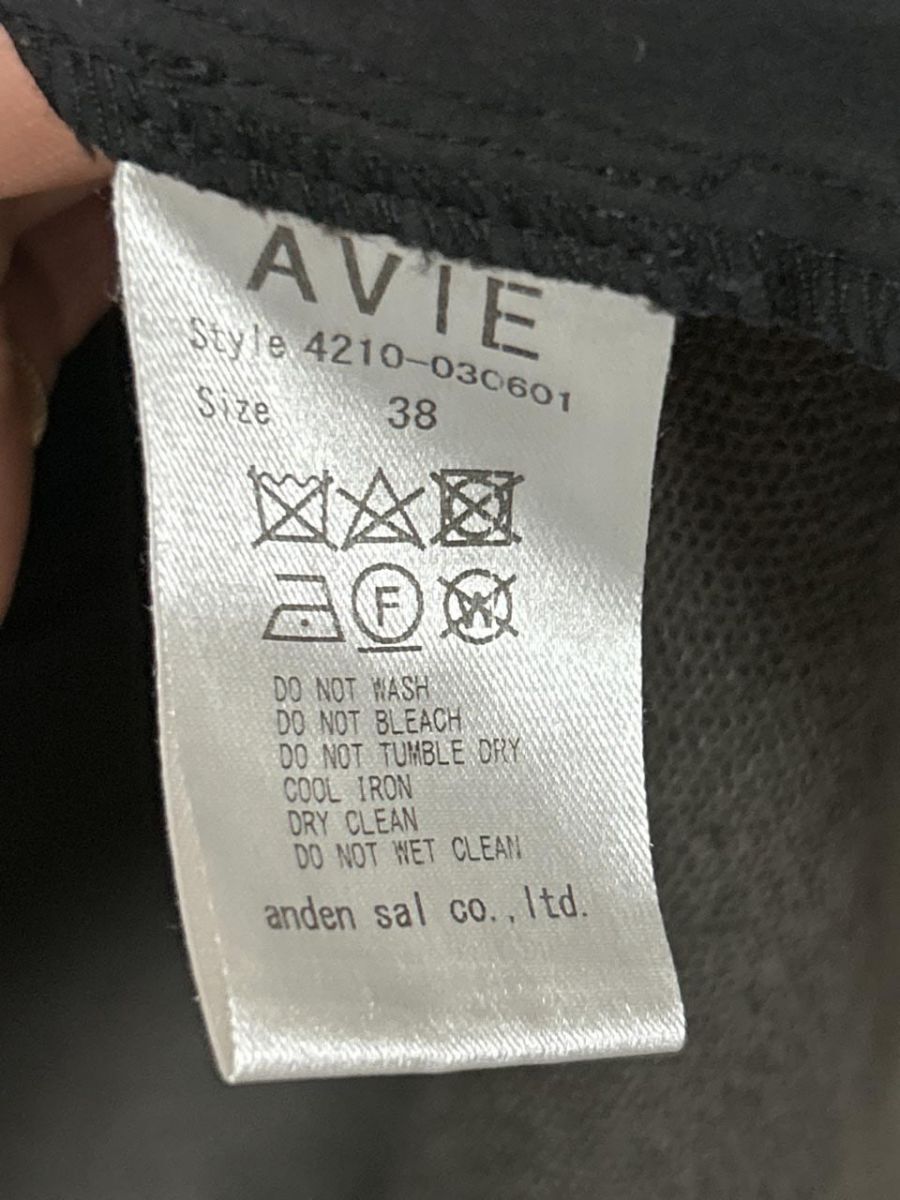 AVIE
Style 4210-030601
Size 38
F
W
DO NOT WASH
DO NOT BLEACH
DO NOT TUMBLE DRY
COOL IRON
DRY CLEAN
DO NOT WET CLEAN
anden sal co.,ltd.